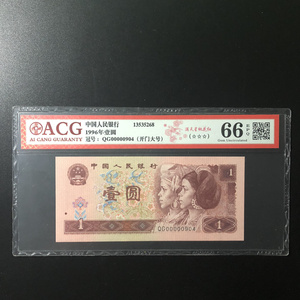 ACG
AI CANG GUARANTY
中国人民银行 13535268
1996年壹圆
冠号: QG00000904 (开门大号)
(☆☆☆)
66 EPQ
Gem Uncirculated
中国人民银行
壹圆
1
1
QG00000904